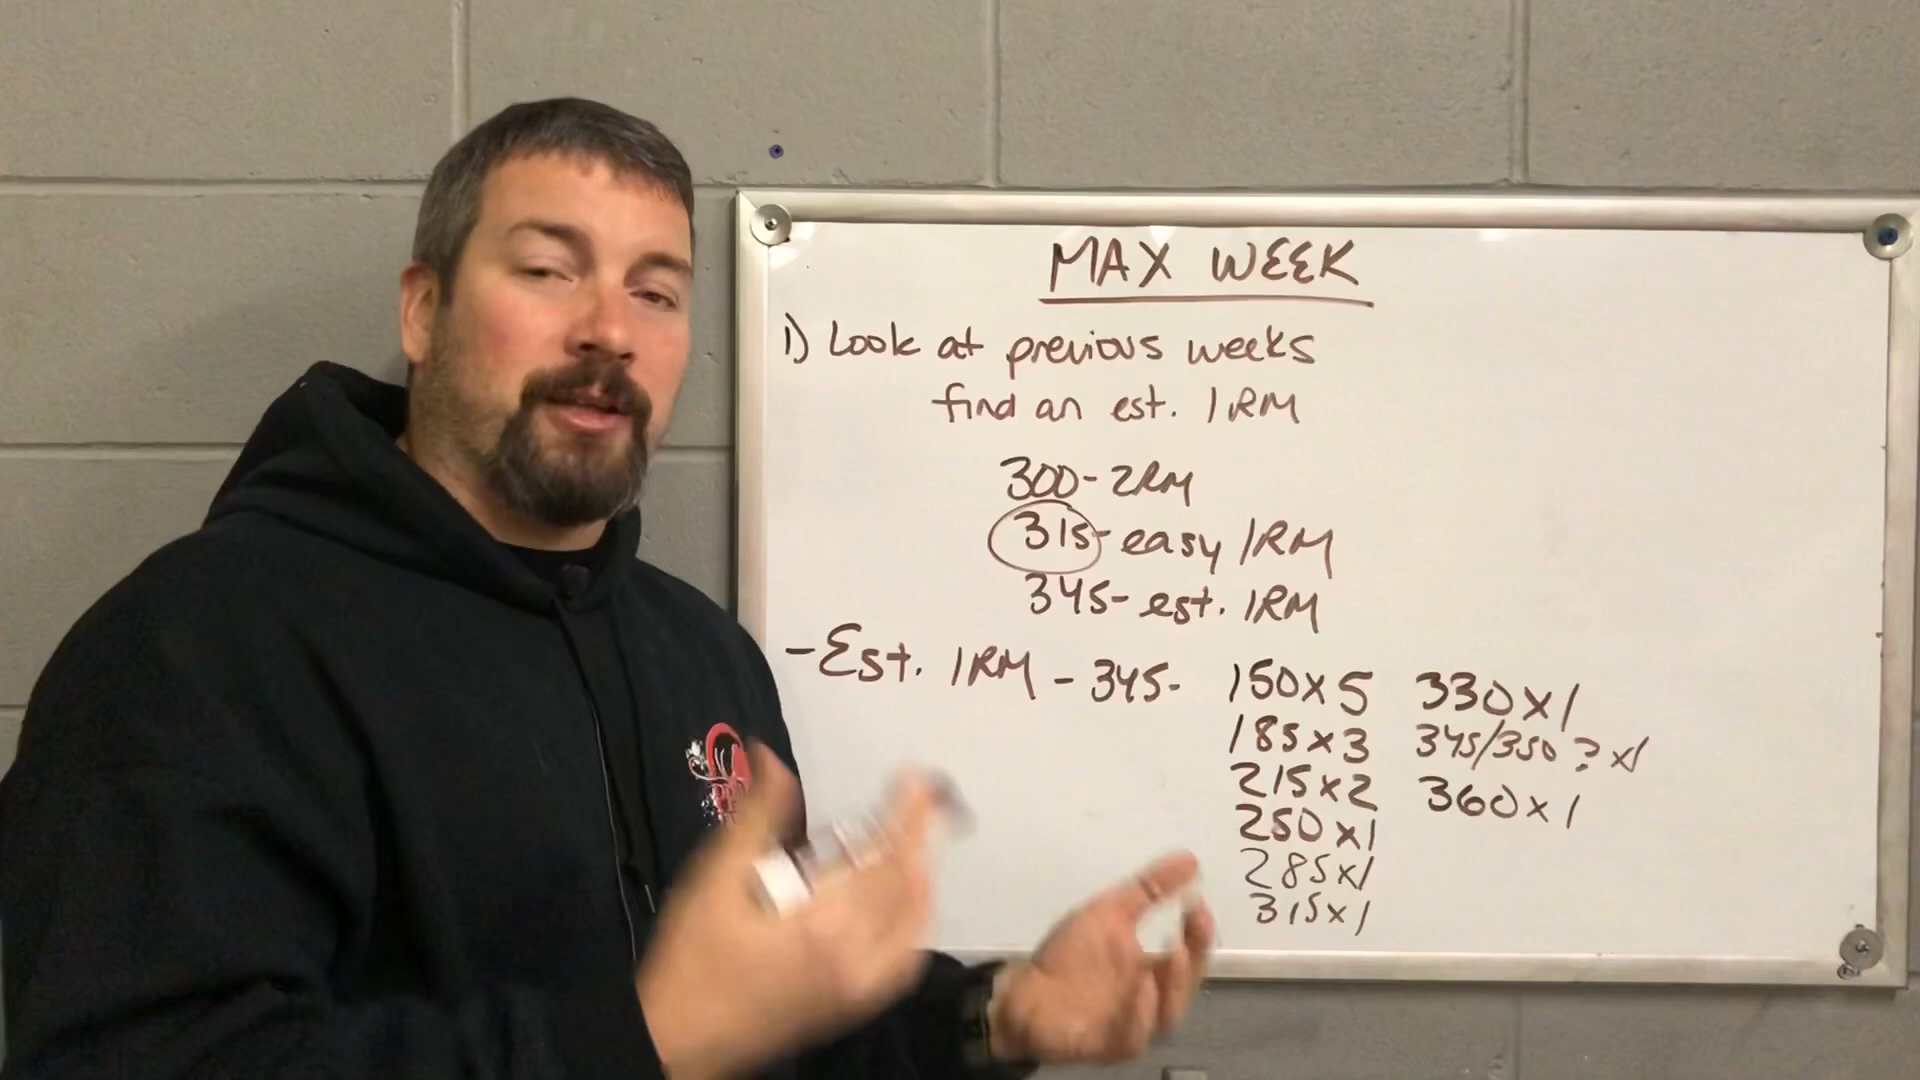 MAX WEEK
1) Look at previous weeks
find an est. 1RM
300- 2RM
315- easy 1RM
345- est. 1RM
- Est. 1RM - 345-
150x5
185x3
215x2
250x1
285x1
315x1
330x1
345/350 ? x1
360x1